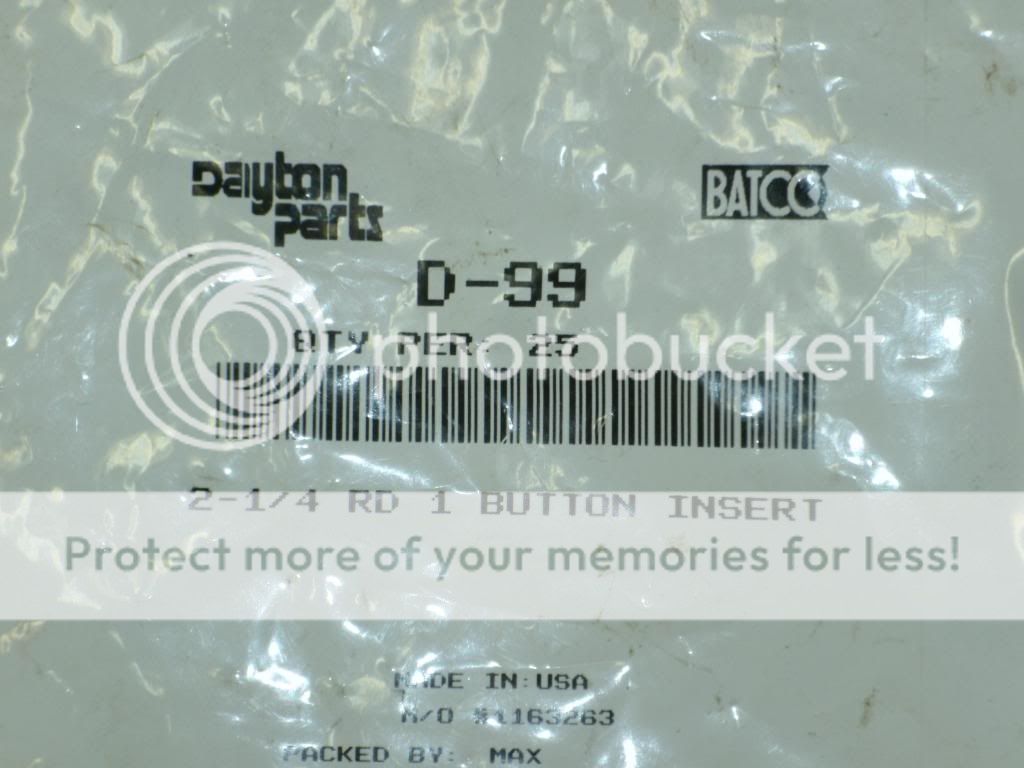 Dayton parts
BATCO
D-99
QTY PER: 25
photobucket
2-1/4 RD 1 BUTTON INSERT
Protect more of your memories for less!
MADE IN:USA
M/O #1163263
PACKED BY: MAX